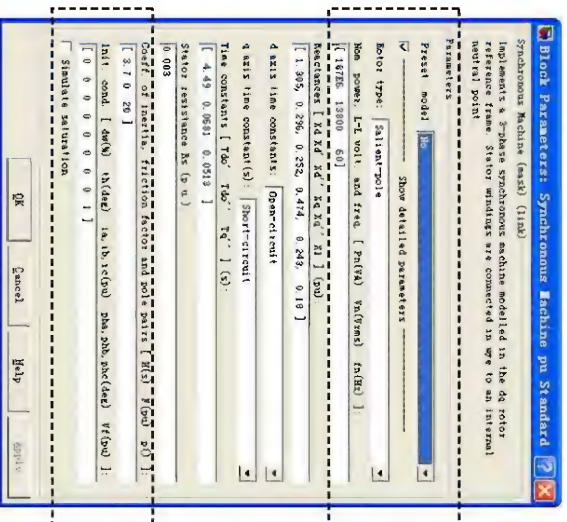 Block Parameters: Synchronous Machine pu Standard
Synchronous Machine (mask) (link)
Implements a 3-phase synchronous machine modelled in the dq rotor
reference frame. Stator windings are connected in wye to an internal
neutral point.
Parameters
Preset model: No
Show detailed parameters
Rotor type: Salient-pole
Nom. power, L-L volt. and freq. [ Pn(VA) Vn(Vrms) fn(Hz) ]:
[ 187E6 13800 60]
Reactances [ Xd Xd' Xd'' Xq Xq'' Xl ] (pu):
[ 1.305, 0.296, 0.252, 0.474, 0.243, 0.18 ]
d axis time constants: Open-circuit
q axis time constant(s): Short-circuit
Time constants [ Tdo' Tdo'' Tq'' ] (s):
[ 4.49 0.0681 0.0513 ]
Stator resistance Rs (p.u.)
0.003
Coeff. of inertia, friction factor and pole pairs [ H(s) F(pu) p() ]:
[ 3.7 0 20 ]
Init. cond. [ dw(%) th(deg) ia,ib,ic(pu) pha,phb,phc(deg) Vf(pu) ]:
[ 0 0 0 0 0 0 0 0 1 ]
Simulate saturation
OK Cancel Help Apply